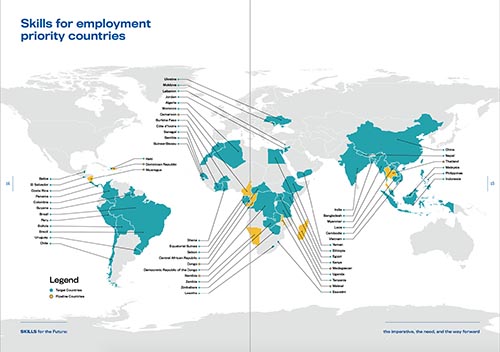 Skills for employment
priority countries
Ukraine
Moldova
Lebanon
Jordan
Algeria
Morocco
Cameroon
Burkina Faso
Côte d'Ivoire
Senegal
Namibia
Guinea-Bissau
Haiti
Dominican Republic
Nicaragua
Belize
El Salvador
Costa Rica
Panama
Colombia
Guyana
Brazil
Peru
Bolivia
Brazil
Uruguay
Chile
China
Nepal
Thailand
Malaysia
Philippines
Indonesia
India
Bangladesh
Myanmar
Laos
Cambodia
Vietnam
Yemen
Ethiopia
Egypt
Kenya
Madagascar
Uganda
Tanzania
Malawi
Eswatini
Ghana
Equatorial Guinea
Gabon
Central African Republic
Congo
Democratic Republic of the Congo
Namibia
Zambia
Zimbabwe
Lesotho
Legend
Target Countries
Pipeline Countries
SKILLS for the Future:
the imperative, the need, and the way forward